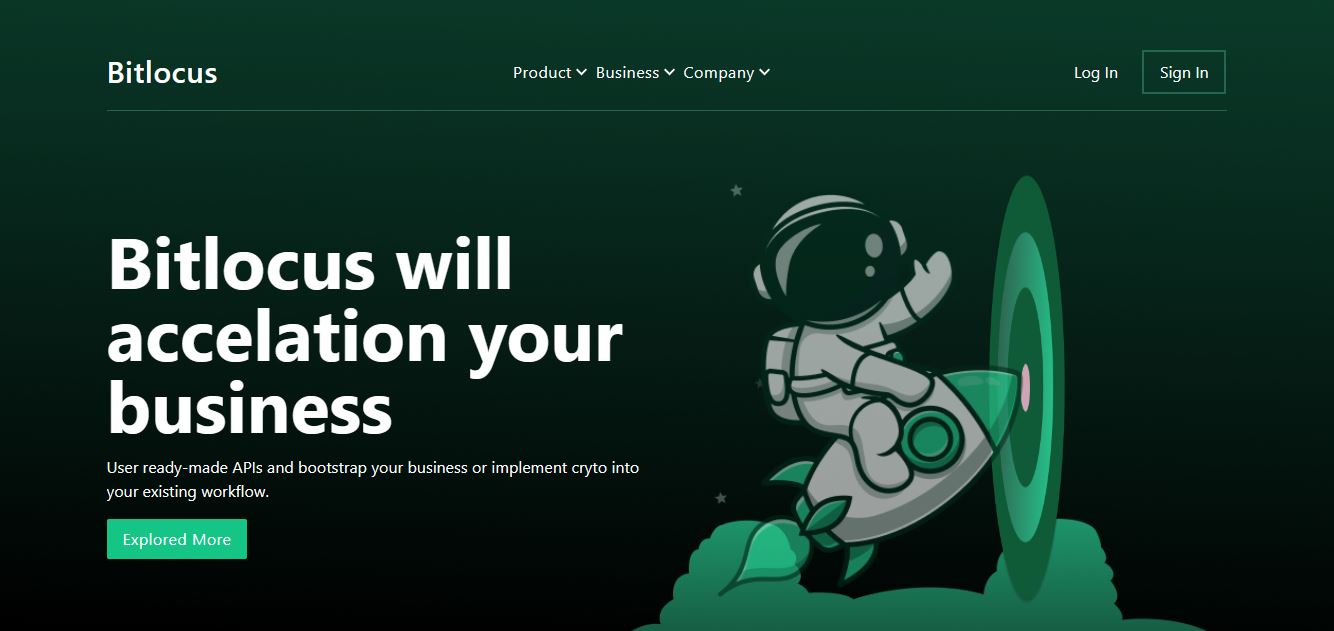 Bitlocus
Product Business Company
Log In
Sign In
Bitlocus will
accelation your
business
User ready-made APIs and bootstrap your business or implement cryto into
your existing workflow.
Explored More